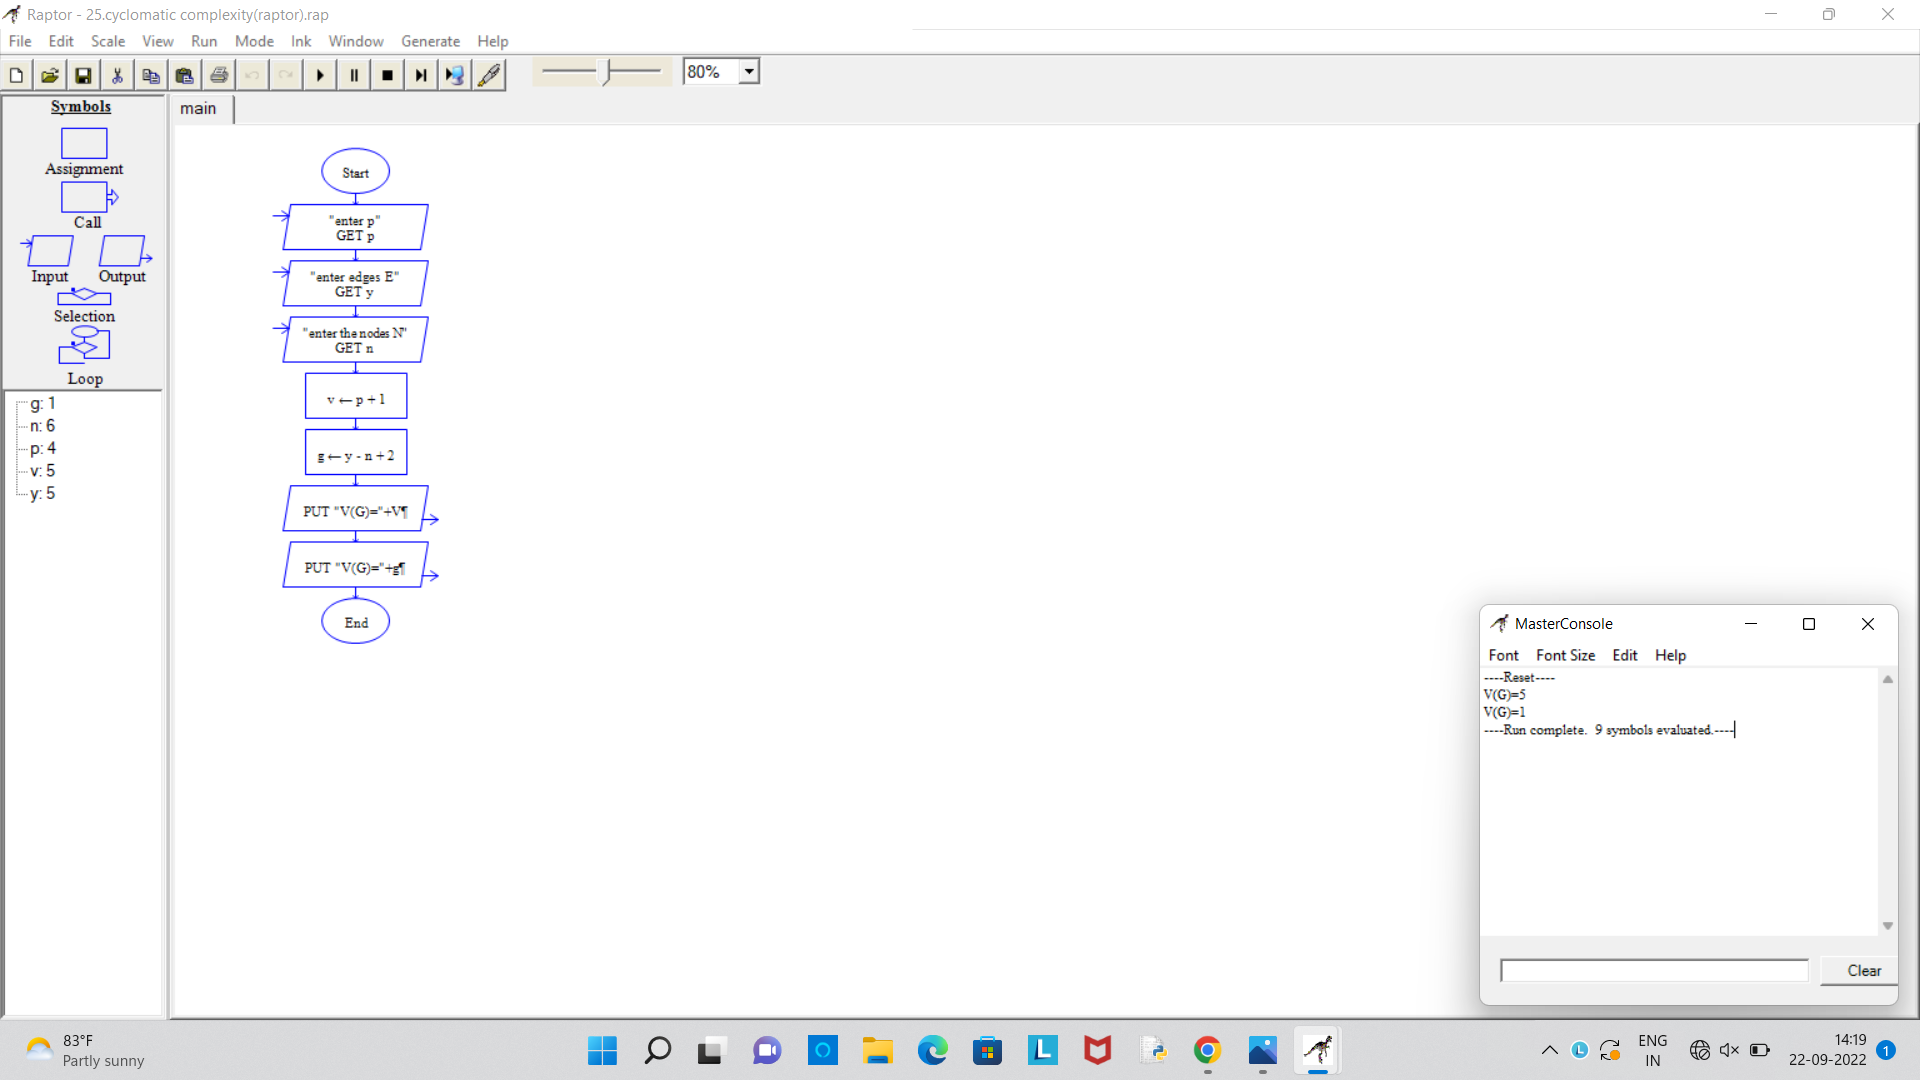 Raptor - 25.cyclomatic complexity(raptor).rap
File Edit Scale View Run Mode Ink Window Generate Help
80%
Symbols
Assignment
Call
Input Output
Selection
Loop
g: 1
n: 6
p: 4
v: 5
y: 5
main
Start
"enter p"
GET p
"enter edges E"
GET y
"enter the nodes N"
GET n
v ← p + 1
g ← y - n + 2
PUT "V(G)="+V¶
PUT "V(G)="+g¶
End
MasterConsole
Font Font Size Edit Help
----Reset----
V(G)=5
V(G)=1
----Run complete.  9 symbols evaluated.----
Clear
83°F
Partly sunny
L
L
ENG
IN
14:19
22-09-2022
1